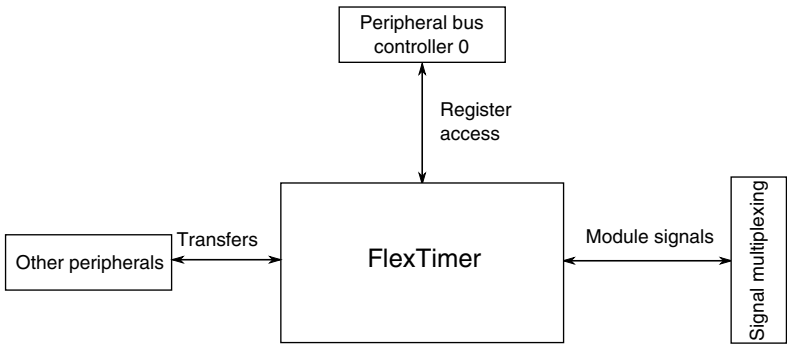 Peripheral bus
controller 0
Register
access
Other peripherals
Transfers
FlexTimer
Module signals
Signal multiplexing